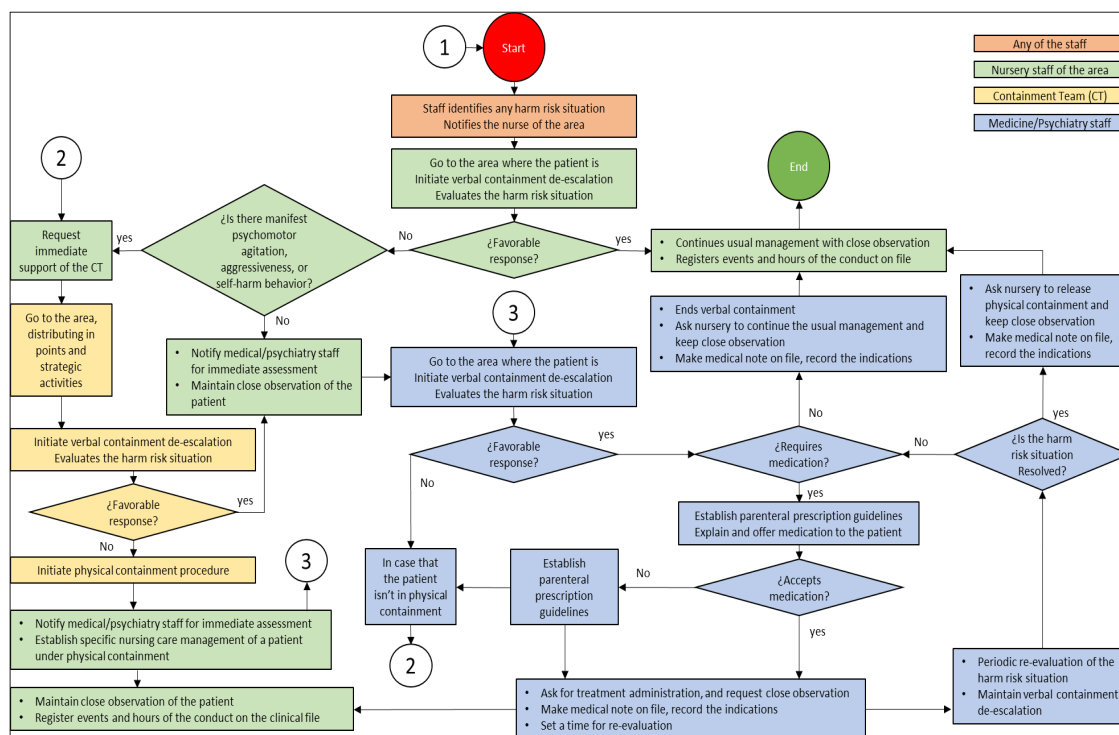 1
Start
Any of the staff
Nursery staff of the area
Containment Team (CT)
Medicine/Psychiatry staff
Staff identifies any harm risk situation
Notifies the nurse of the area
2
Go to the area where the patient is
Initiate verbal containment de-escalation
Evaluates the harm risk situation
End
¿Is there manifest
psychomotor
agitation,
aggressiveness, or
self-harm behavior?
yes
No
¿Favorable
response?
yes
Request
immediate
support of the CT
• Continues usual management with close observation
• Registers events and hours of the conduct on file
Go to the area,
distributing in
points and
strategic
activities
No
• Notify medical/psychiatry staff
for immediate assessment
• Maintain close observation of the
patient
3
Go to the area where the patient is
Initiate verbal containment de-escalation
Evaluates the harm risk situation
• Ends verbal containment
• Ask nursery to continue the usual management and
keep close observation
• Make medical note on file, record the indications
• Ask nursery to release
physical containment and
keep close observation
• Make medical note on file,
record the indications
Initiate verbal containment de-escalation
Evaluates the harm risk situation
¿Favorable
response?
yes
No
¿Favorable
response?
yes
No
¿Requires
medication?
No
yes
¿Is the harm
risk situation
Resolved?
yes
No
Initiate physical containment procedure
3
Establish parenteral prescription guidelines
Explain and offer medication to the patient
In case that
the patient
isn't in physical
containment
Establish
parenteral
prescription
guidelines
No
¿Accepts
medication?
yes
• Notify medical/psychiatry staff for immediate assessment
• Establish specific nursing care management of a patient
under physical containment
2
• Maintain close observation of the patient
• Register events and hours of the conduct on the clinical file
• Ask for treatment administration, and request close observation
• Make medical note on file, record the indications
• Set a time for re-evaluation
• Periodic re-evaluation of the
harm risk situation
• Maintain verbal containment
de-escalation